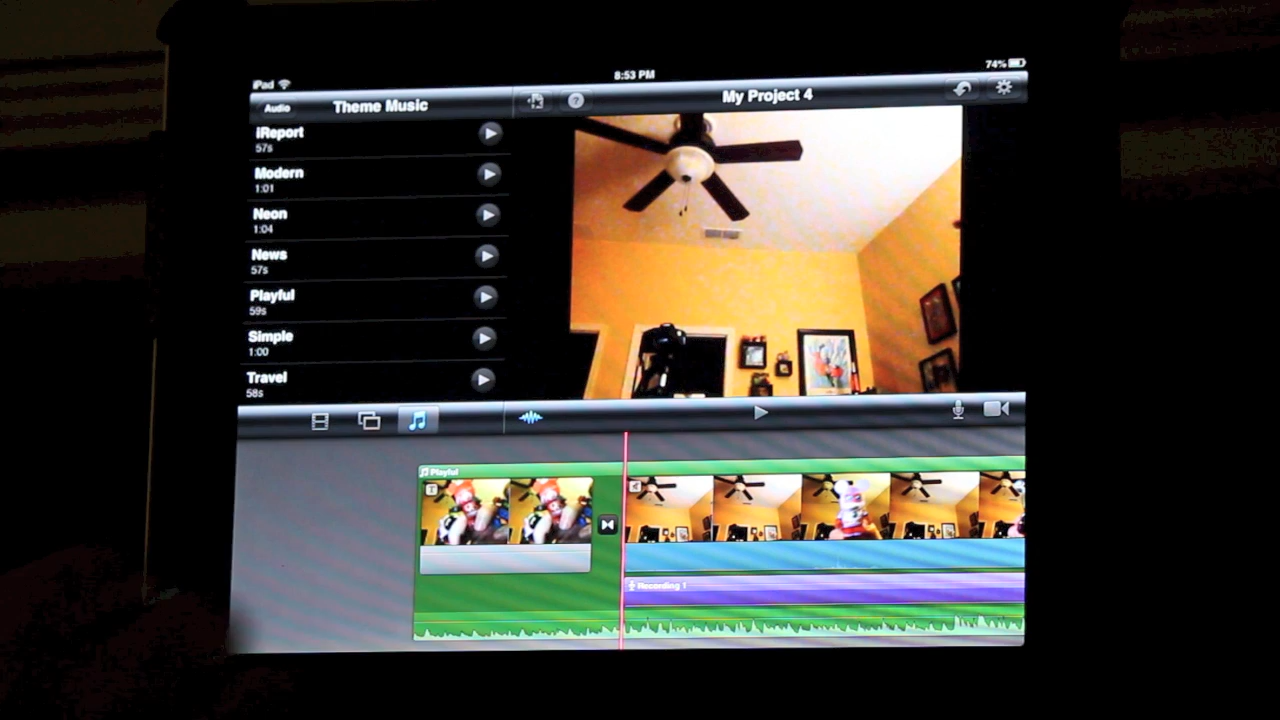 iPad
8:53 PM
74%
Audio
Theme Music
My Project 4
iReport
57s
Modern
1:01
Neon
1:04
News
57s
Playful
59s
Simple
1:00
Travel
58s
Playful
T
Recording 1